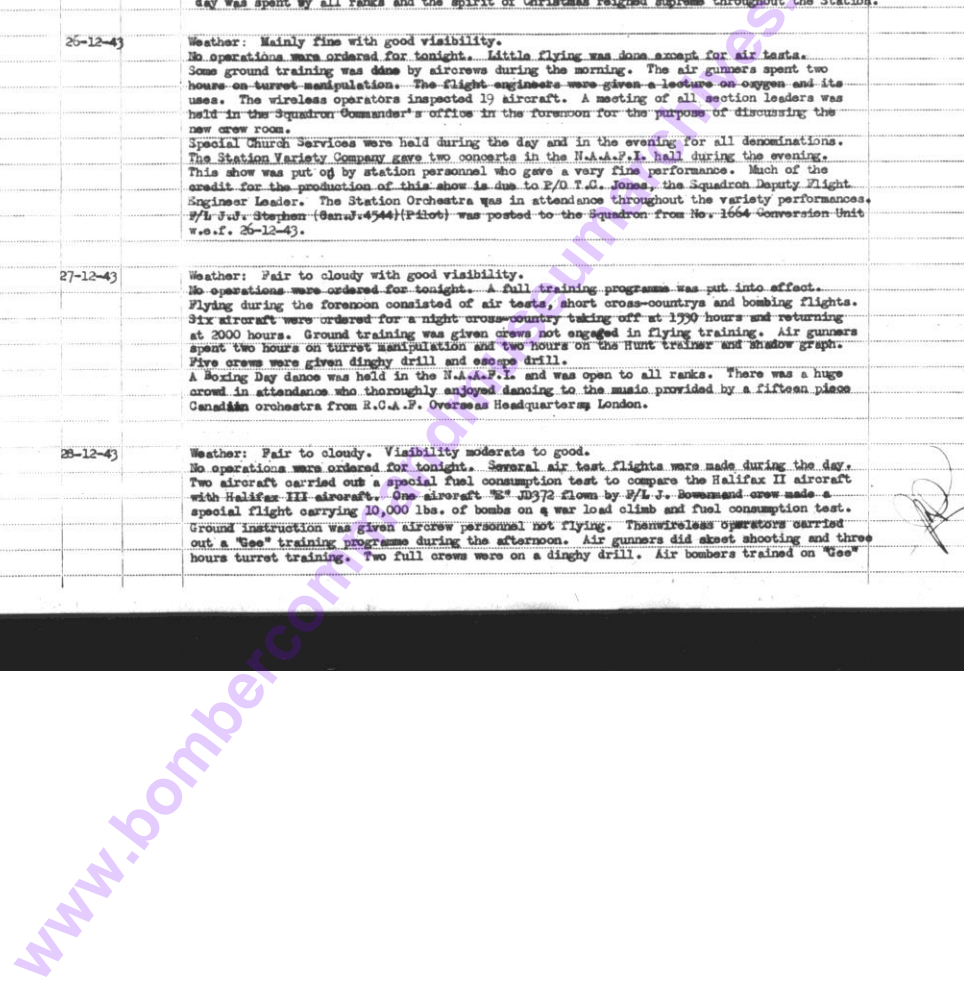 day was spent by all ranks and the spirit of Christmas reigned supreme throughout the Station.
26-12-43 Weather: Mainly fine with good visibility.
No operations were ordered for tonight. Little flying was done except for air tests.
Some ground training was done by aircrews during the morning. The air gunners spent two
hours on turret manipulation. The flight engineers were given a lecture on oxygen and its
uses. The wireless operators inspected 19 aircraft. A meeting of all section leaders was
held in the Squadron Commander's office in the forenoon for the purpose of discussing the
new crew room.
Special Church Services were held during the day and in the evening for all denominations.
The Station Variety Company gave two concerts in the N.A.A.F.I. hall during the evening.
This show was put on by station personnel who gave a very fine performance. Much of the
credit for the production of this show is due to P/O T.G. Jones, the Squadron Deputy Flight
Engineer Leader. The Station Orchestra was in attendance throughout the variety performances.
F/L J.J. Stephen (Can.J.4544)(Pilot) was posted to the Squadron from No. 1664 Conversion Unit
w.e.f. 26-12-43.
27-12-43 Weather: Fair to cloudy with good visibility.
No operations were ordered for tonight. A full training programme was put into effect.
Flying during the forenoon consisted of air tests, short cross-countrys and bombing flights.
Six aircraft were ordered for a night cross-country taking off at 1530 hours and returning
at 2000 hours. Ground training was given crews not engaged in flying training. Air gunners
spent two hours on turret manipulation and two hours on the Hunt trainer and shadow graph.
Five crews were given dinghy drill and escape drill.
A Boxing Day dance was held in the N.A.A.F.I. and was open to all ranks. There was a huge
crowd in attendance who thoroughly enjoyed dancing to the music provided by a fifteen piece
Canadian orchestra from R.C.A.F. Overseas Headquarters, London.
28-12-43 Weather: Fair to cloudy. Visibility moderate to good.
No operations were ordered for tonight. Several air test flights were made during the day.
Two aircraft carried out a special fuel consumption test to compare the Halifax II aircraft
with Halifax III aircraft. One aircraft "E" JD372 flown by F/L J. Bowermand crew made a
special flight carrying 10,000 lbs. of bombs on a war load climb and fuel consumption test.
Ground instruction was given aircrew personnel not flying. Thenwireless operators carried
out a "Gee" training programme during the afternoon. Air gunners did skeet shooting and three
hours turret training. Two full crews were on a dinghy drill. Air bombers trained on "Gee"
www.bombercommandmuseumarchives.